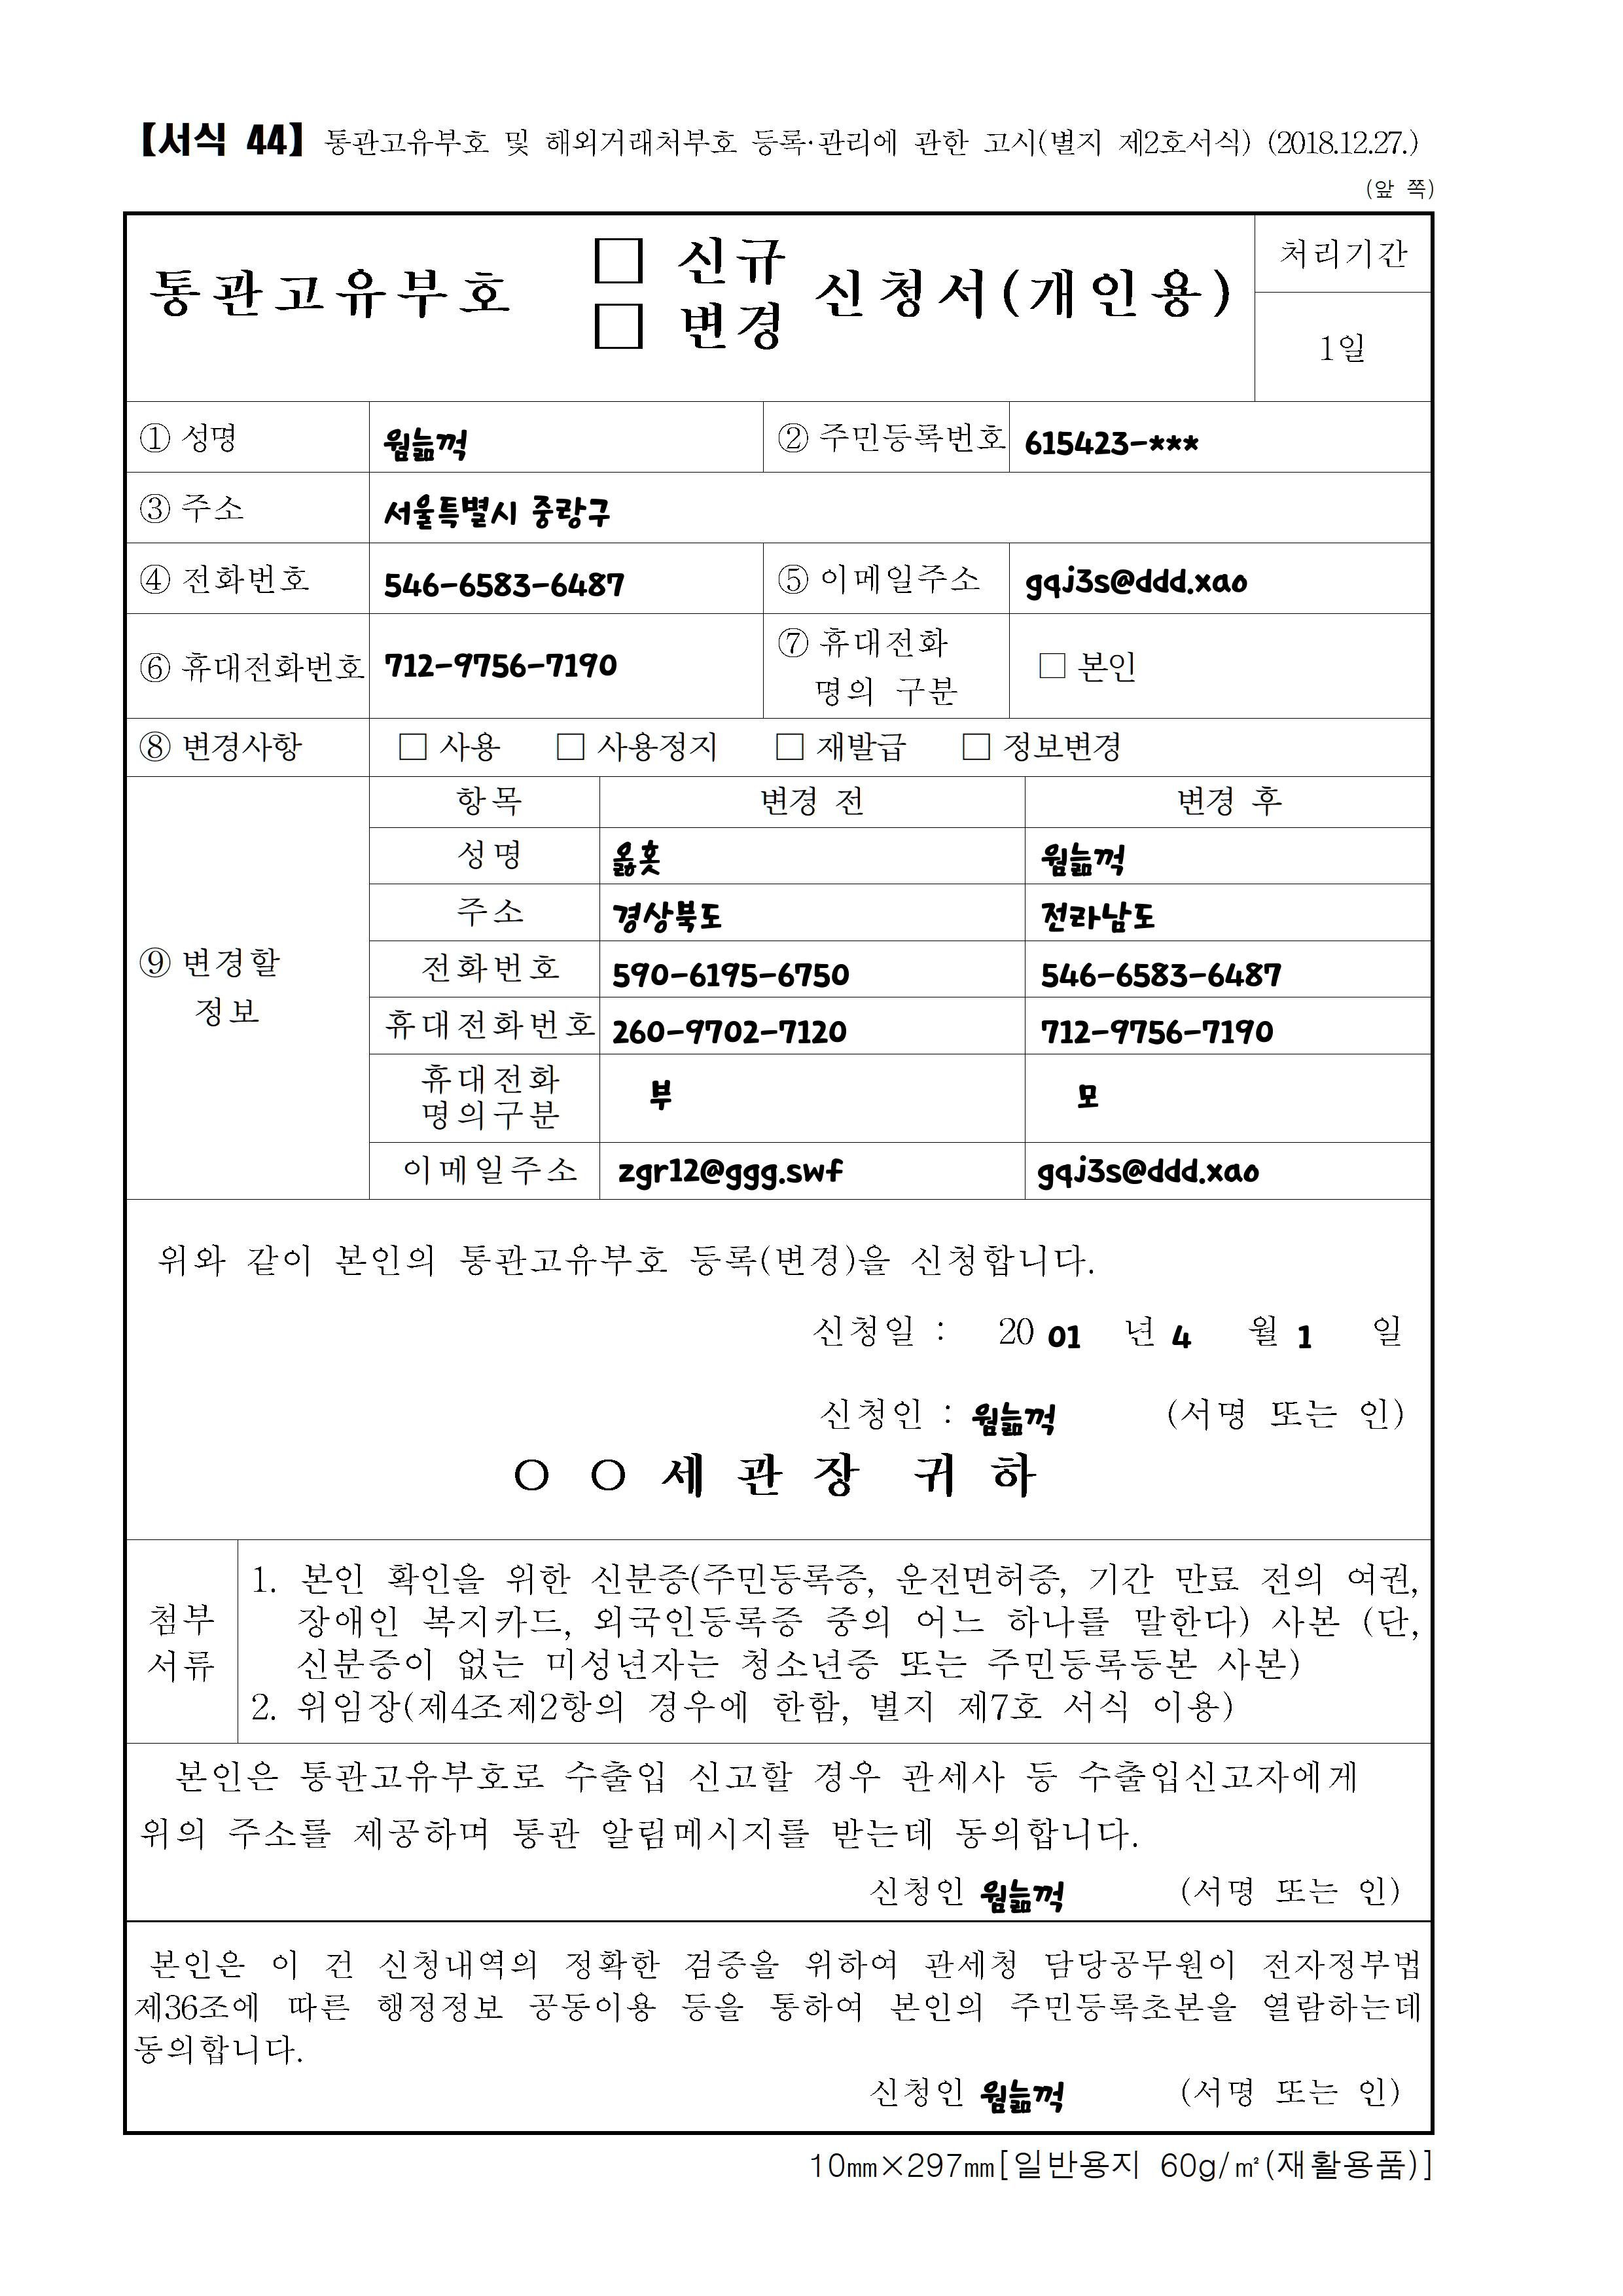 【서식 44】 통관고유부호 및 해외거래처부호 등록·관리에 관한 고시(별지 제2호서식) (2018.12.27.)
(앞 쪽)
통관고유부호 □ 신규 □ 변경 신청서(개인용)
처리기간
1일
① 성명 웜늚꺽 ② 주민등록번호 615423-***
③ 주소 서울특별시 중랑구
④ 전화번호 546-6583-6487 ⑤ 이메일주소 gqj3s@ddd.xao
⑥ 휴대전화번호 712-9756-7190 ⑦ 휴대전화 명의 구분 □ 본인
⑧ 변경사항 □ 사용 □ 사용정지 □ 재발급 □ 정보변경
⑨ 변경할 정보
항목 변경 전 변경 후
성명 웜늚꺽
주소 경상북도 전라남도
전화번호 590-6195-6750 546-6583-6487
휴대전화번호 260-9702-7120 712-9756-7190
휴대전화 명의구분 부 모
이메일주소 zgr12@ggg.swf gqj3s@ddd.xao
위와 같이 본인의 통관고유부호 등록(변경)을 신청합니다.
신청일 : 20 01 년 4 월 1 일
신청인 : 웜늚꺽 (서명 또는 인)
○ ○ 세 관 장 귀 하
첨부 서류
1. 본인 확인을 위한 신분증(주민등록증, 운전면허증, 기간 만료 전의 여권,
장애인 복지카드, 외국인등록증 중의 어느 하나를 말한다) 사본 (단,
신분증이 없는 미성년자는 청소년증 또는 주민등록등본 사본)
2. 위임장(제4조제2항의 경우에 한함, 별지 제7호 서식 이용)
본인은 통관고유부호로 수출입 신고할 경우 관세사 등 수출입신고자에게
위의 주소를 제공하며 통관 알림메시지를 받는데 동의합니다.
신청인 웜늚꺽 (서명 또는 인)
본인은 이 건 신청내역의 정확한 검증을 위하여 관세청 담당공무원이 전자정부법
제36조에 따른 행정정보 공동이용 등을 통하여 본인의 주민등록초본을 열람하는데
동의합니다.
신청인 웜늚꺽 (서명 또는 인)
10㎜×297㎜[일반용지 60g/㎡(재활용품)]